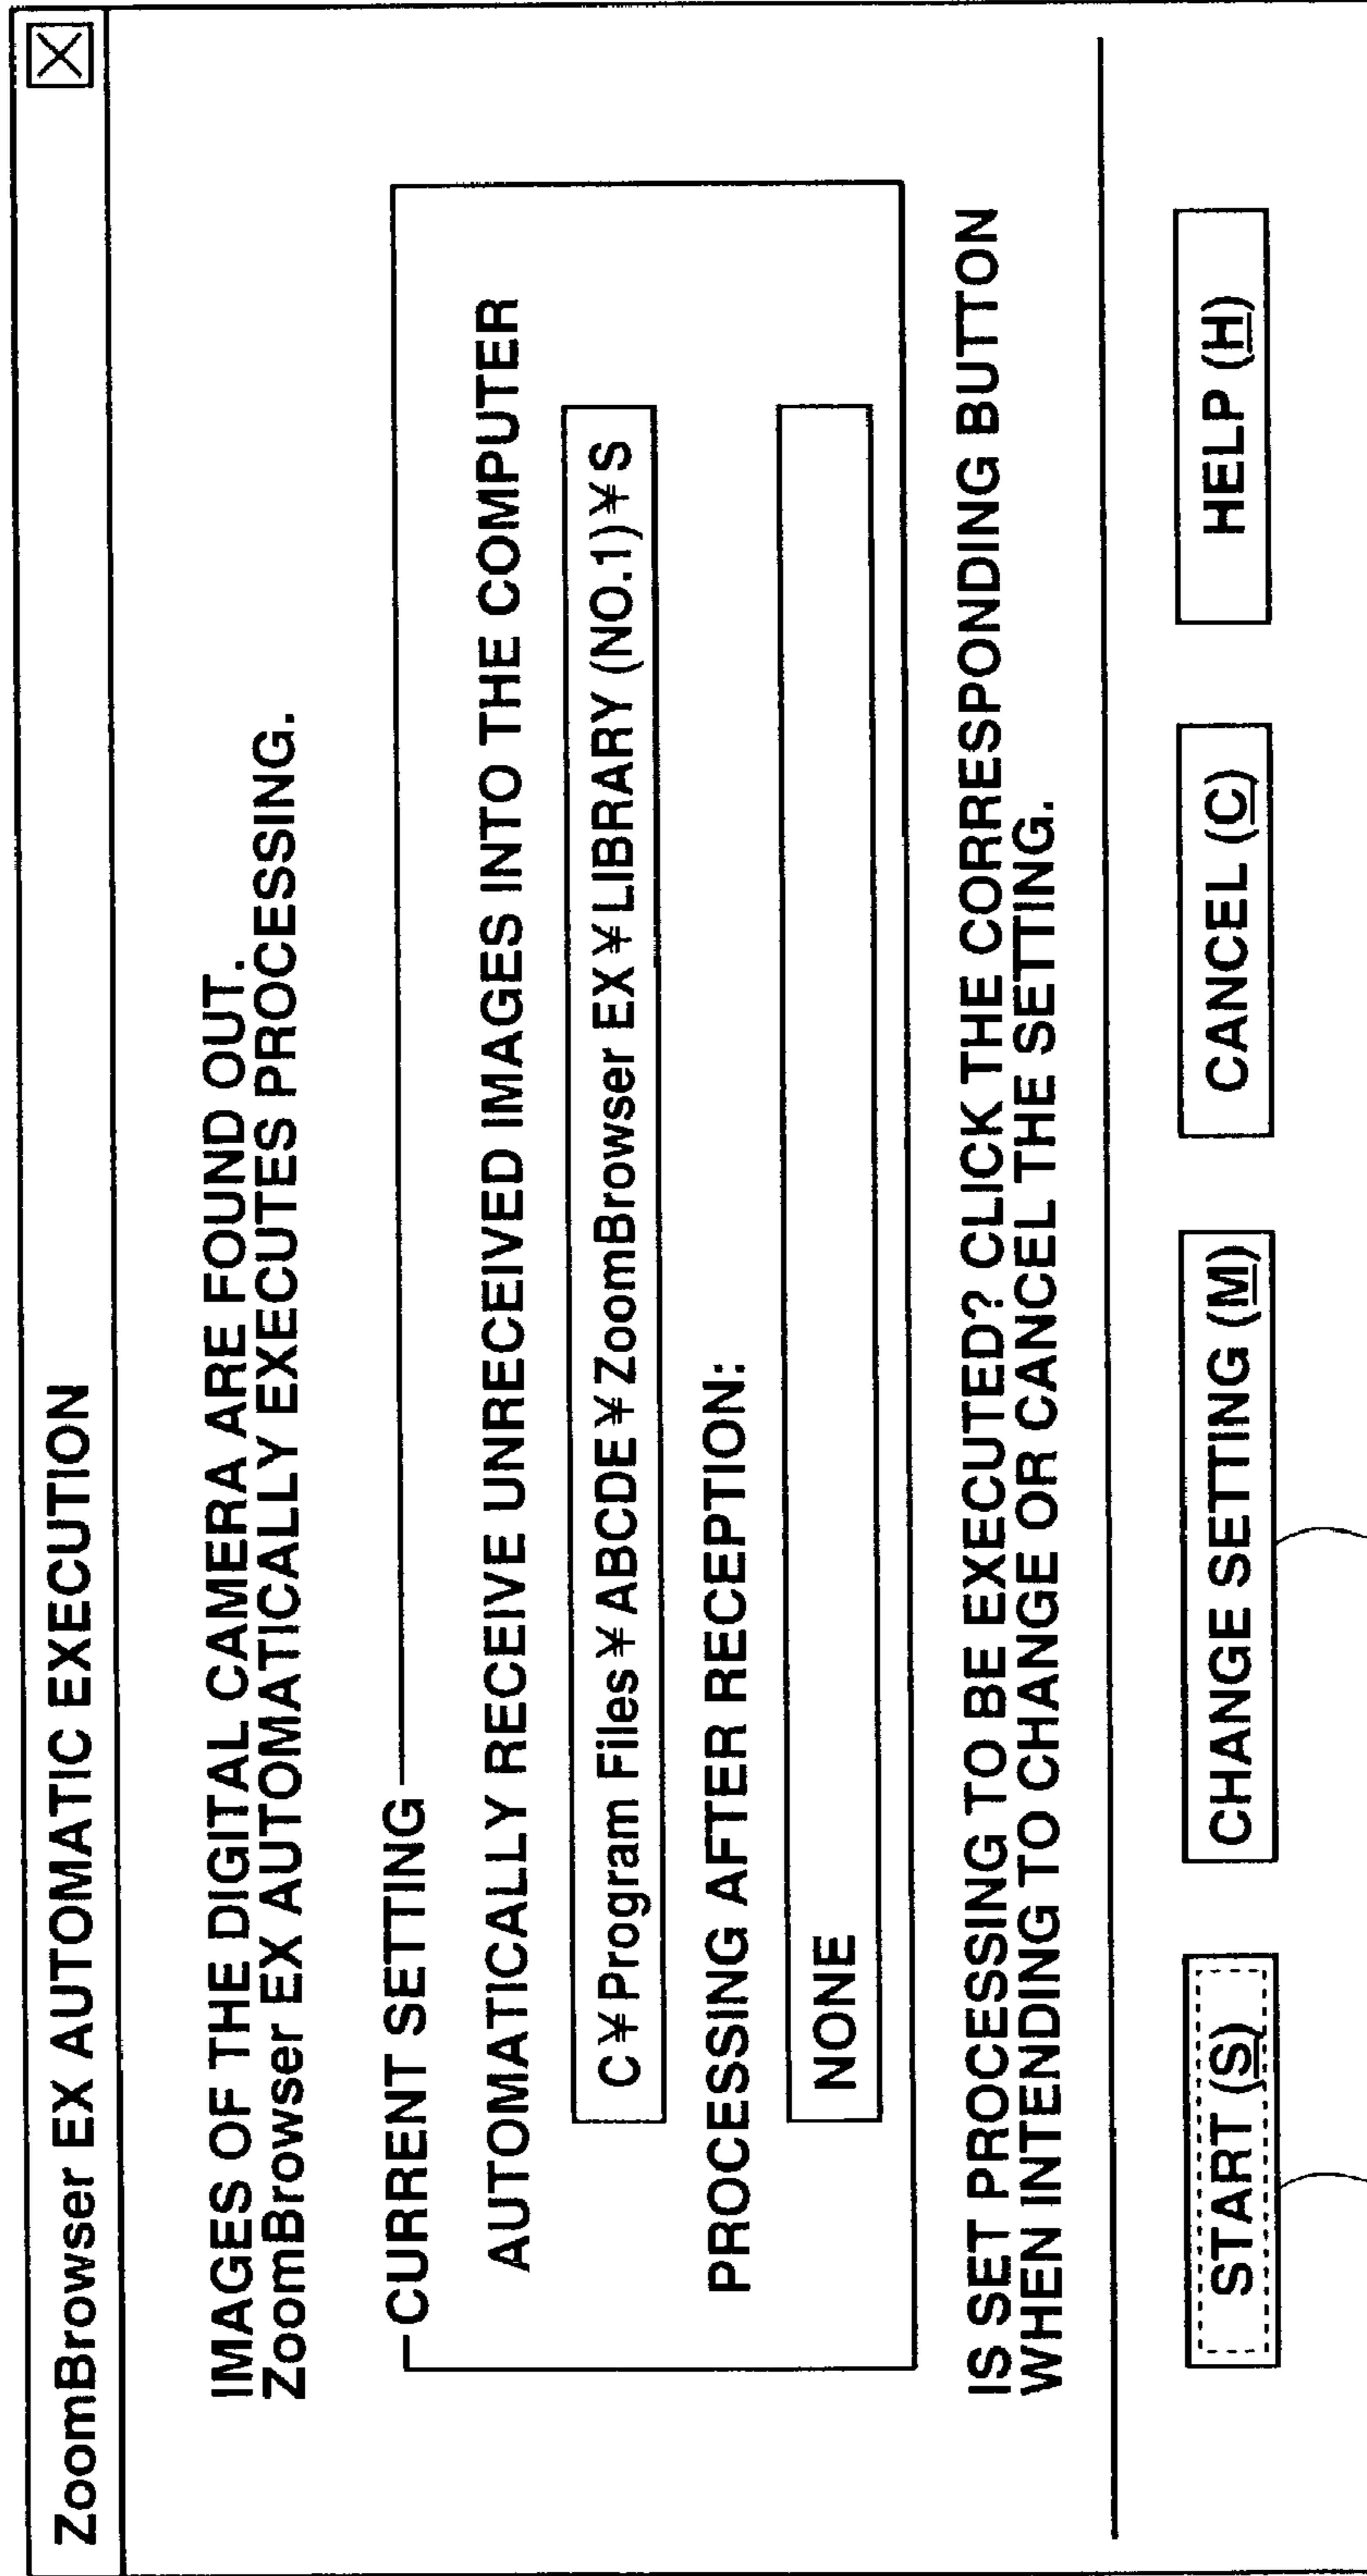 ZoomBrowser EX AUTOMATIC EXECUTION
IMAGES OF THE DIGITAL CAMERA ARE FOUND OUT.
ZoomBrowser EX AUTOMATICALLY EXECUTES PROCESSING.
CURRENT SETTING
AUTOMATICALLY RECEIVE UNRECEIVED IMAGES INTO THE COMPUTER
C¥Program Files¥ABCDE¥ZoomBrowser EX¥LIBRARY (NO.1)¥S
PROCESSING AFTER RECEPTION:
NONE
IS SET PROCESSING TO BE EXECUTED? CLICK THE CORRESPONDING BUTTON
WHEN INTENDING TO CHANGE OR CANCEL THE SETTING.
START (S) CHANGE SETTING (M) CANCEL (C) HELP (H)